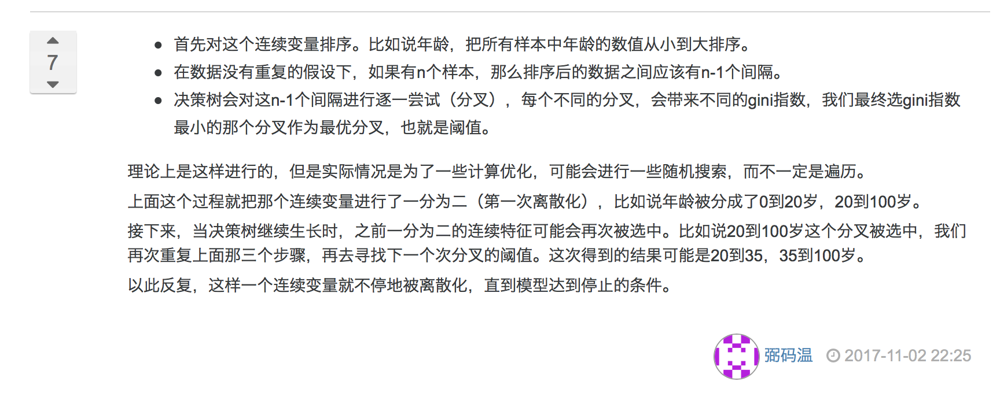 7
首先对这个连续变量排序。比如说年龄，把所有样本中年龄的数值从小到大排序。
在数据没有重复的假设下，如果有n个样本，那么排序后的数据之间应该有n-1个间隔。
决策树会对这n-1个间隔进行逐一尝试（分叉），每个不同的分叉，会带来不同的gini指数，我们最终选gini指数
最小的那个分叉作为最优分叉，也就是阈值。
理论上是这样进行的，但是实际情况是为了一些计算优化，可能会进行一些随机搜索，而不一定是遍历。
上面这个过程就把那个连续变量进行了一分为二（第一次离散化），比如说年龄被分成了0到20岁，20到100岁。
接下来，当决策树继续生长时，之前一分为二的连续特征可能会再次被选中。比如说20到100岁这个分叉被选中，我们
再次重复上面那三个步骤，再去寻找下一个次分叉的阈值。这次得到的结果可能是20到35，35到100岁。
以此反复，这样一个连续变量就不停地被离散化，直到模型达到停止的条件。
弼码温 2017-11-02 22:25